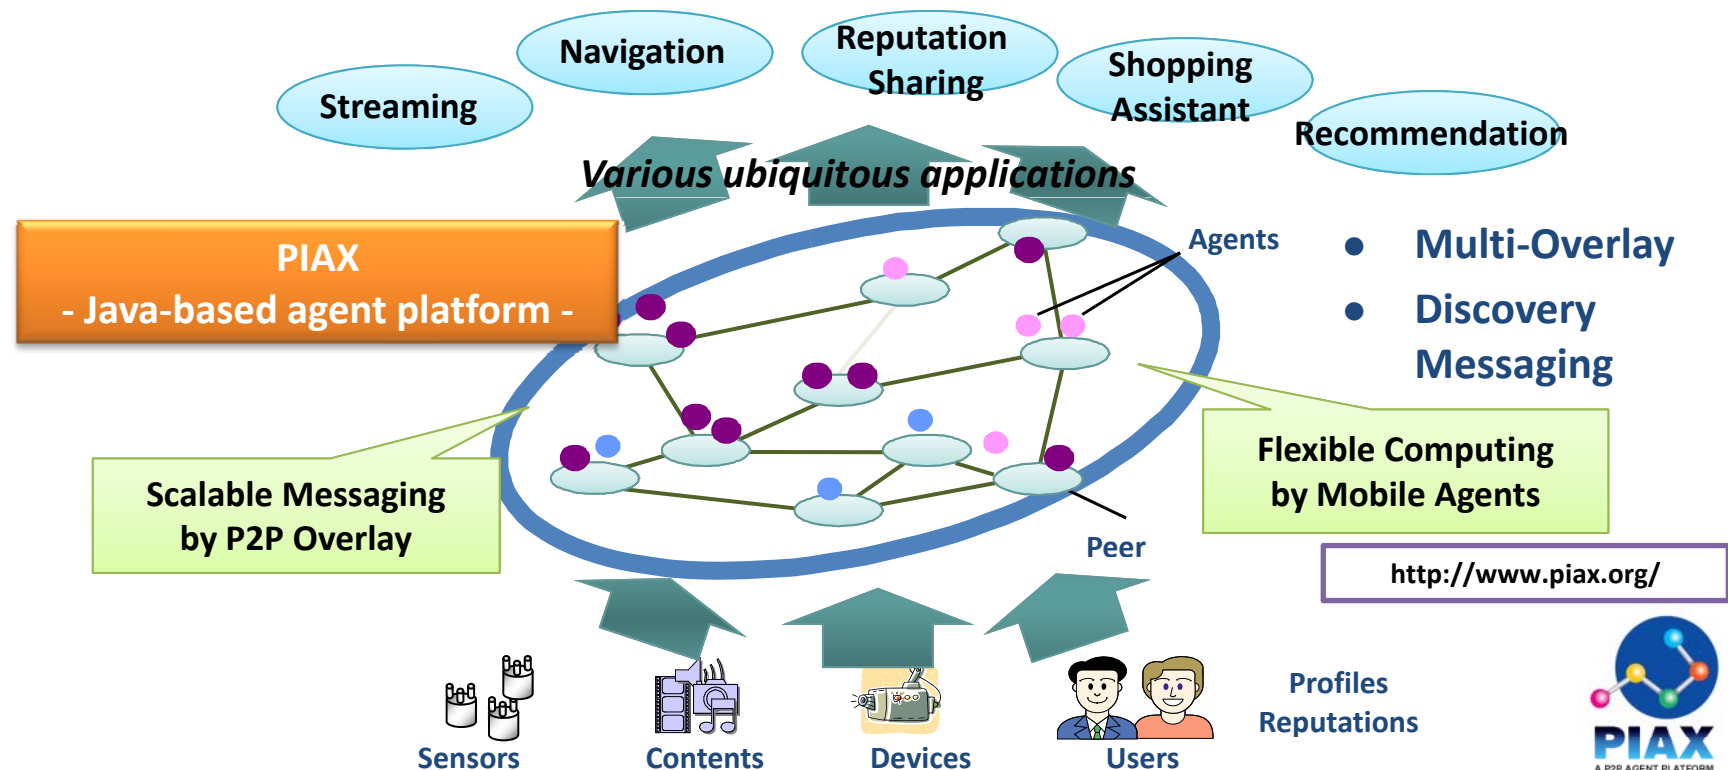 Navigation
Reputation
Sharing
Shopping
Assistant
Streaming
Recommendation
Various ubiquitous applications
PIAX
- Java-based agent platform -
Agents
● Multi-Overlay
● Discovery
Messaging
Scalable Messaging
by P2P Overlay
Flexible Computing
by Mobile Agents
Peer
http://www.piax.org/
Profiles
Reputations
Sensors
Contents
Devices
Users
PIAX
A P2P AGENT PLATFORM